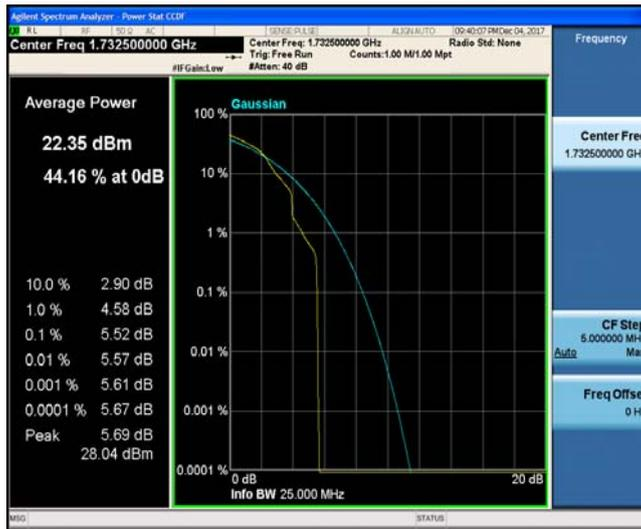 Agilent Spectrum Analyzer - Power Stat CCDF
RL RF 50 Ω AC SENSE:PULSE ALIGN AUTO 09:40:07 PM Dec 04, 2017
Center Freq 1.732500000 GHz
Center Freq: 1.732500000 GHz Radio Std: None
Trig: Free Run Counts:1.00 M/1.00 Mpt
#IFGain:Low #Atten: 40 dB
Frequency
Average Power
22.35 dBm
44.16 % at 0dB
10.0 % 2.90 dB
1.0 % 4.58 dB
0.1 % 5.52 dB
0.01 % 5.57 dB
0.001 % 5.61 dB
0.0001 % 5.67 dB
Peak 5.69 dB
28.04 dBm
Gaussian
100 %
10 %
1 %
0.1 %
0.01 %
0.001 %
0.0001 %
0 dB 20 dB
Info BW 25.000 MHz
Center Fre
1.732500000 GH
CF Step
5.000000 MH
Auto Ma
Freq Offse
0 H
MSG STATUS